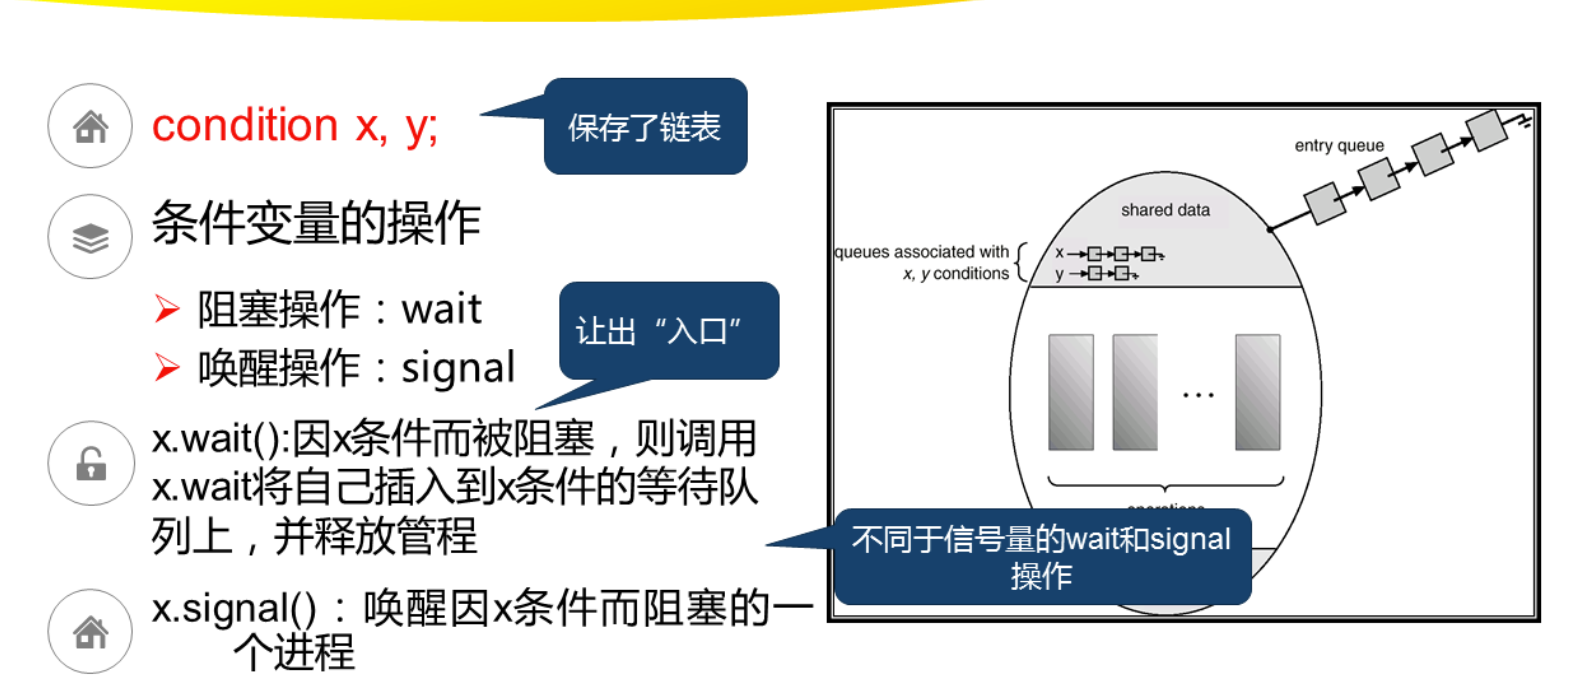 condition x, y;
保存了链表
条件变量的操作
阻塞操作：wait
唤醒操作：signal
让出“入口”
x.wait():因x条件而被阻塞，则调用
x.wait将自己插入到x条件的等待队
列上，并释放管程
不同于信号量的wait和signal
操作
x.signal()：唤醒因x条件而阻塞的一
个进程
entry queue
shared data
queues associated with
x, y conditions
x
y
...